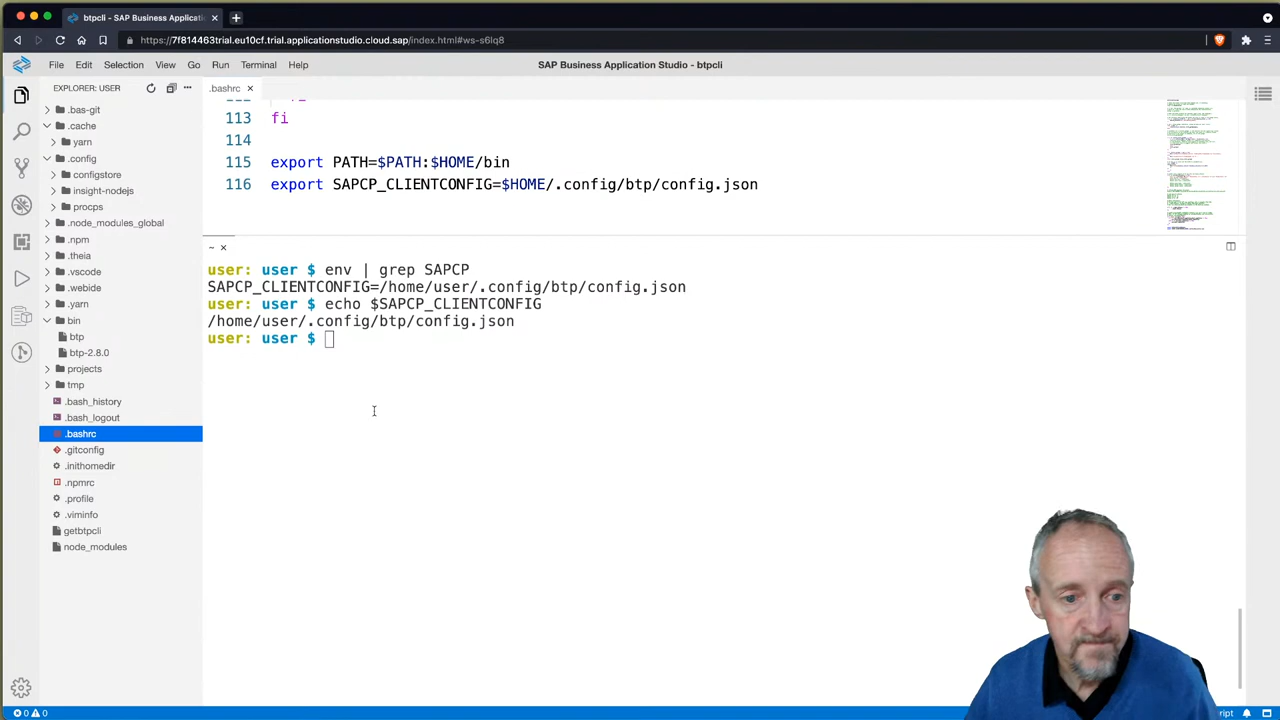 btpcli - SAP Business Applicatio
https://7f814463trial.eu10cf.trial.applicationstudio.cloud.sap/index.html#ws-s6lq8
File Edit Selection View Go Run Terminal Help
SAP Business Application Studio - btpcli
EXPLORER: USER
.bas-git
.cache
yarn
.config
configstore
insight-nodejs
procps
.node_modules_global
.npm
.theia
.vscode
.webide
.yarn
bin
btp
btp-2.8.0
projects
tmp
.bash_history
.bash_logout
.bashrc
.gitconfig
.inithomedir
.npmrc
.profile
.viminfo
getbtpcli
node_modules
.bashrc
113 fi
114
115 export PATH=$PATH:$HOME/bin
116 export SAPCP_CLIENTCONFIG=$HOME/.config/btp/config.json
~
user: user $ env | grep SAPCP
SAPCP_CLIENTCONFIG=/home/user/.config/btp/config.json
user: user $ echo $SAPCP_CLIENTCONFIG
/home/user/.config/btp/config.json
user: user $
0 0
ript